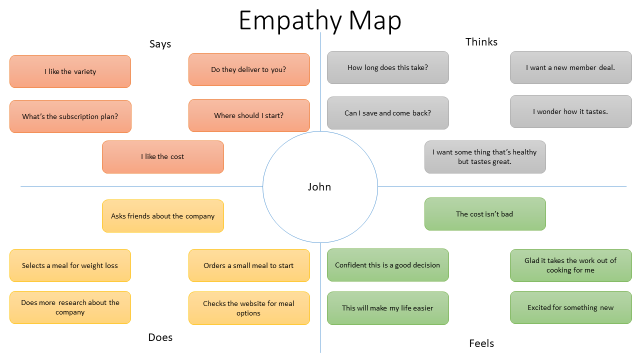 Empathy Map
Says
Thinks
I like the variety
Do they deliver to you?
What's the subscription plan?
Where should I start?
I like the cost
How long does this take?
I want a new member deal.
Can I save and come back?
I wonder how it tastes.
I want some thing that's healthy
but tastes great.
John
Asks friends about the company
Selects a meal for weight loss
Orders a small meal to start
Does more research about the
company
Checks the website for meal
options
The cost isn't bad
Confident this is a good decision
Glad it takes the work out of
cooking for me
This will make my life easier
Excited for something new
Does
Feels